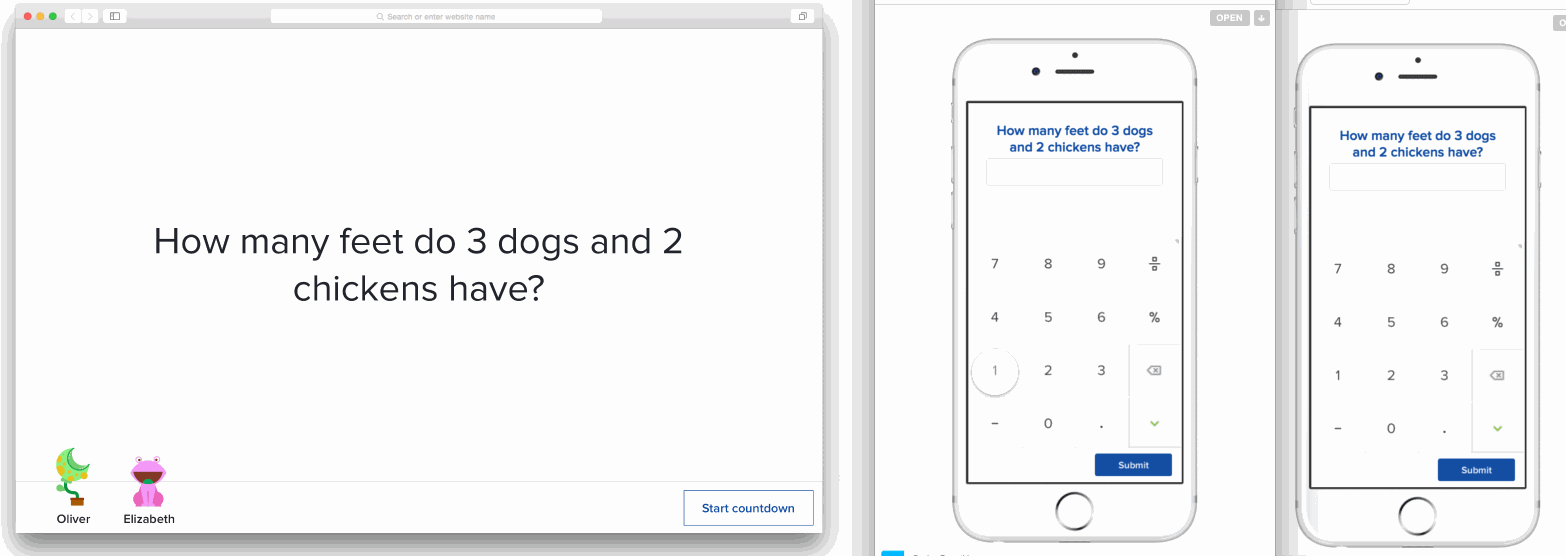 Search or enter website name
How many feet do 3 dogs and 2
chickens have?
Oliver
Elizabeth
Start countdown
OPEN
How many feet do 3 dogs
and 2 chickens have?
7 8 9 ÷
4 5 6 %
1 2 3
- 0 .
Submit
How many feet do 3 dogs
and 2 chickens have?
7 8 9 ÷
4 5 6 %
1 2 3
- 0 .
Submit